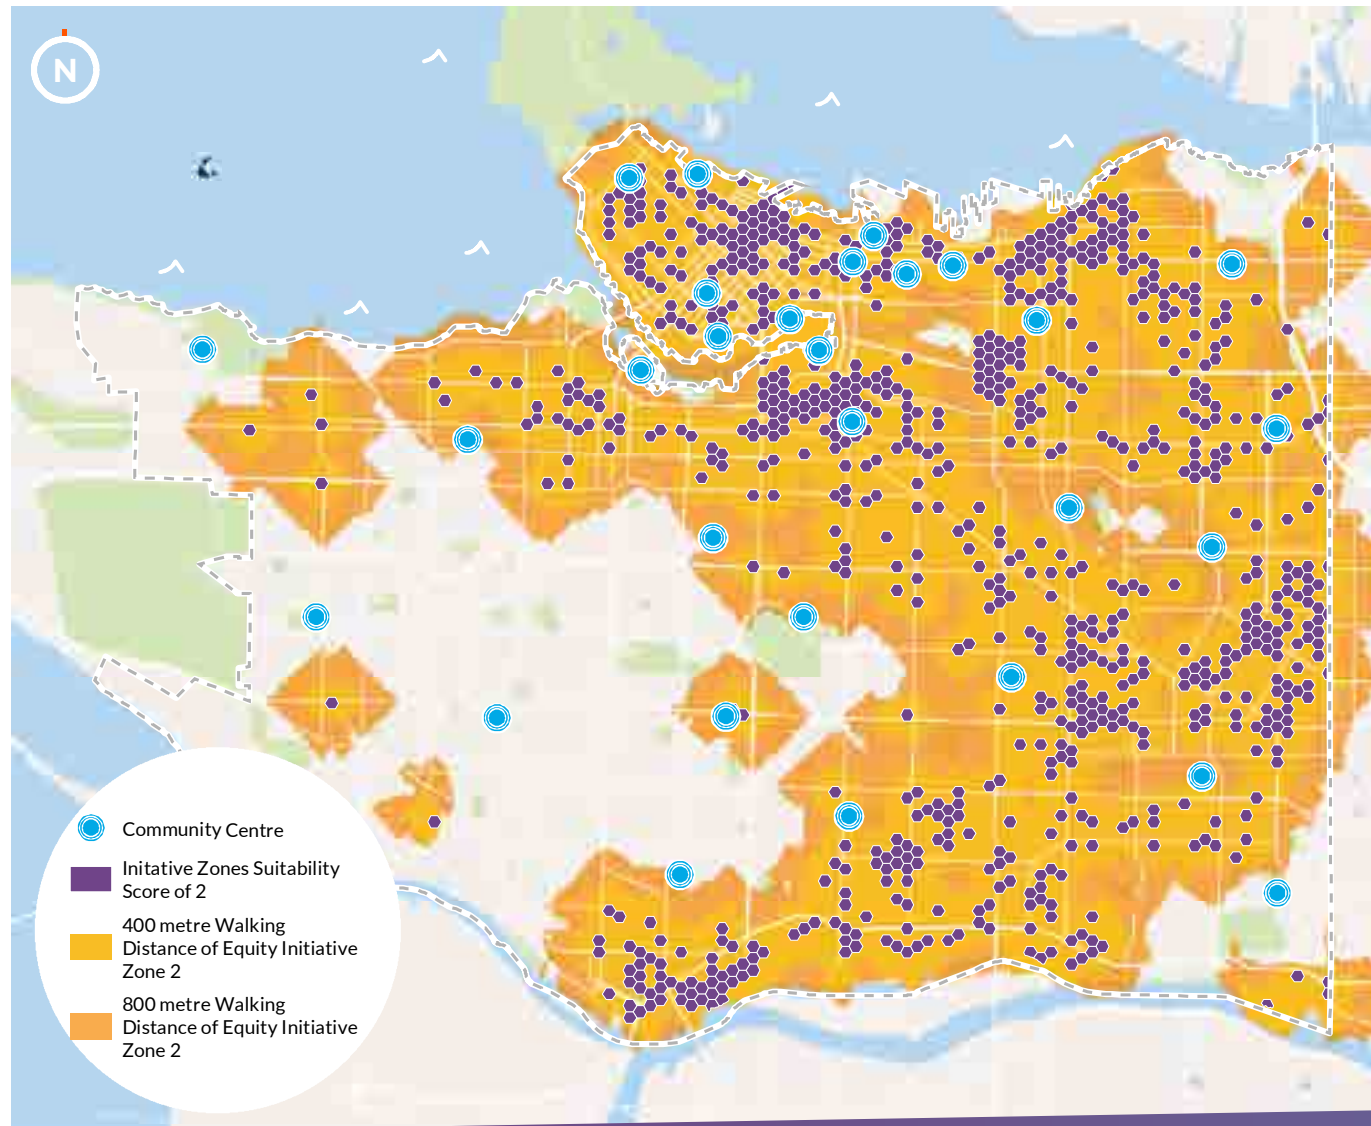 N
Community Centre
Initative Zones Suitability
Score of 2
400 metre Walking
Distance of Equity Initiative
Zone 2
800 metre Walking
Distance of Equity Initiative
Zone 2